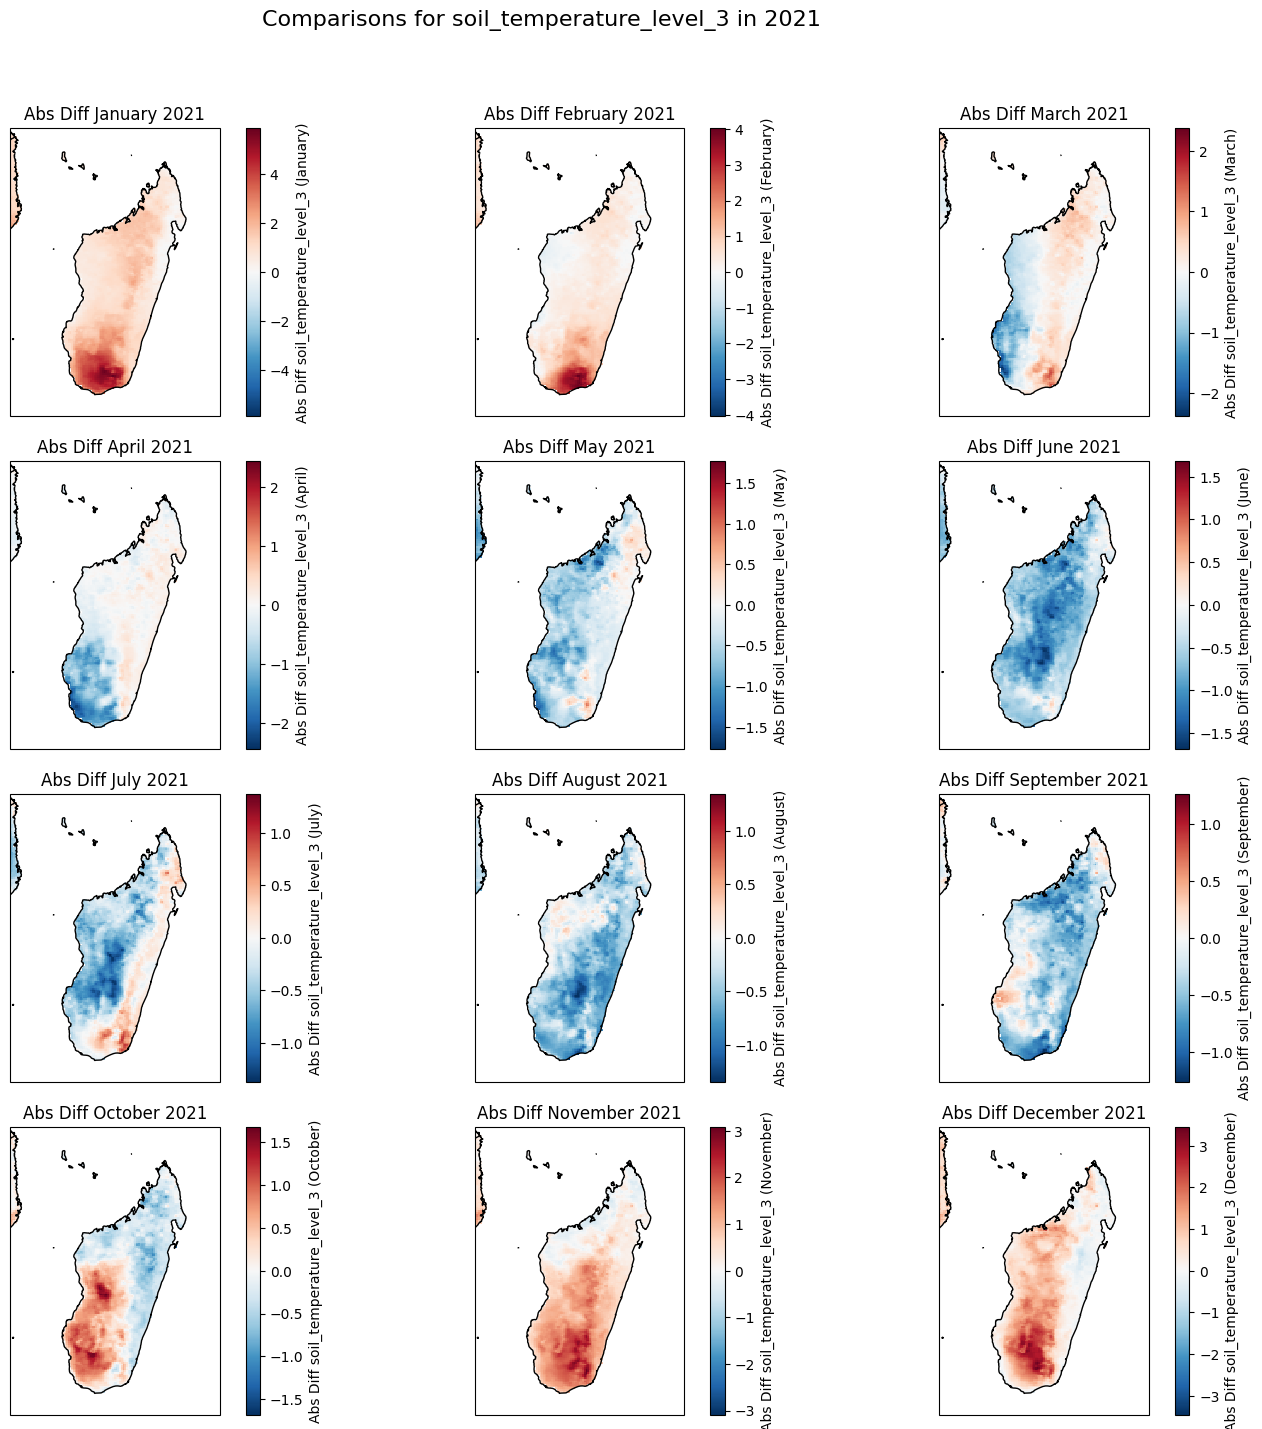 Comparisons for soil_temperature_level_3 in 2021
Abs Diff January 2021
4
2
0
−2
−4
Abs Diff soil_temperature_level_3 (January)
Abs Diff February 2021
4
3
2
1
0
−1
−2
−3
−4
Abs Diff soil_temperature_level_3 (February)
Abs Diff March 2021
2
1
0
−1
−2
Abs Diff soil_temperature_level_3 (March)
Abs Diff April 2021
2
1
0
−1
−2
Abs Diff soil_temperature_level_3 (April)
Abs Diff May 2021
1.5
1.0
0.5
0.0
−0.5
−1.0
−1.5
Abs Diff soil_temperature_level_3 (May)
Abs Diff June 2021
1.5
1.0
0.5
0.0
−0.5
−1.0
−1.5
Abs Diff soil_temperature_level_3 (June)
Abs Diff July 2021
1.0
0.5
0.0
−0.5
−1.0
Abs Diff soil_temperature_level_3 (July)
Abs Diff August 2021
1.0
0.5
0.0
−0.5
−1.0
Abs Diff soil_temperature_level_3 (August)
Abs Diff September 2021
1.0
0.5
0.0
−0.5
−1.0
Abs Diff soil_temperature_level_3 (September)
Abs Diff October 2021
1.5
1.0
0.5
0.0
−0.5
−1.0
−1.5
Abs Diff soil_temperature_level_3 (October)
Abs Diff November 2021
3
2
1
0
−1
−2
−3
Abs Diff soil_temperature_level_3 (November)
Abs Diff December 2021
3
2
1
0
−1
−2
−3
Abs Diff soil_temperature_level_3 (December)